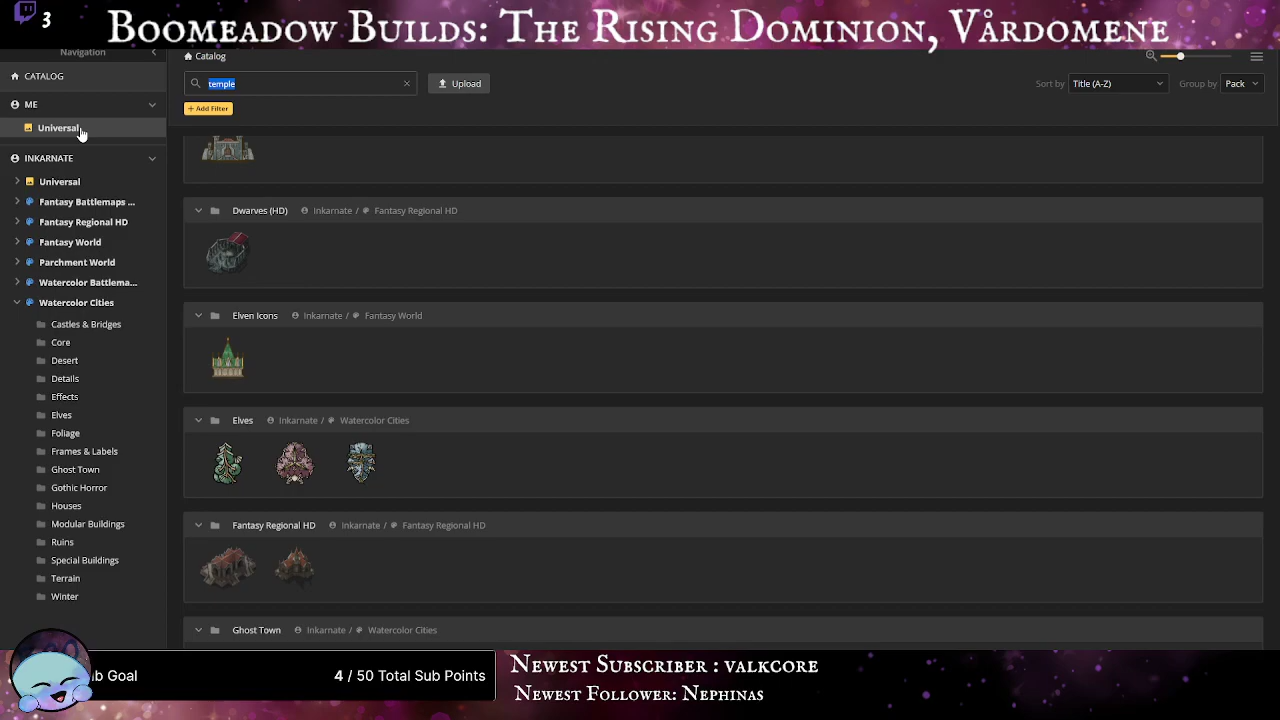 3
Boomeadow Builds: The Rising Dominion, Vårdomene
Navigation
CATALOG
ME
Universal
INKARNATE
Universal
Fantasy Battlemaps ...
Fantasy Regional HD
Fantasy World
Parchment World
Watercolor Battlema...
Watercolor Cities
Castles & Bridges
Core
Desert
Details
Effects
Elves
Foliage
Frames & Labels
Ghost Town
Gothic Horror
Houses
Modular Buildings
Ruins
Special Buildings
Terrain
Winter
Catalog
temple
Upload
Sort by Title (A-Z) Group by Pack
+ Add Filter
Dwarves (HD) Inkarnate / Fantasy Regional HD
Elven Icons Inkarnate / Fantasy World
Elves Inkarnate / Watercolor Cities
Fantasy Regional HD Inkarnate / Fantasy Regional HD
Ghost Town Inkarnate / Watercolor Cities
Goal 4 / 50 Total Sub Points
Newest Subscriber : valkcore
Newest Follower: Nephinas